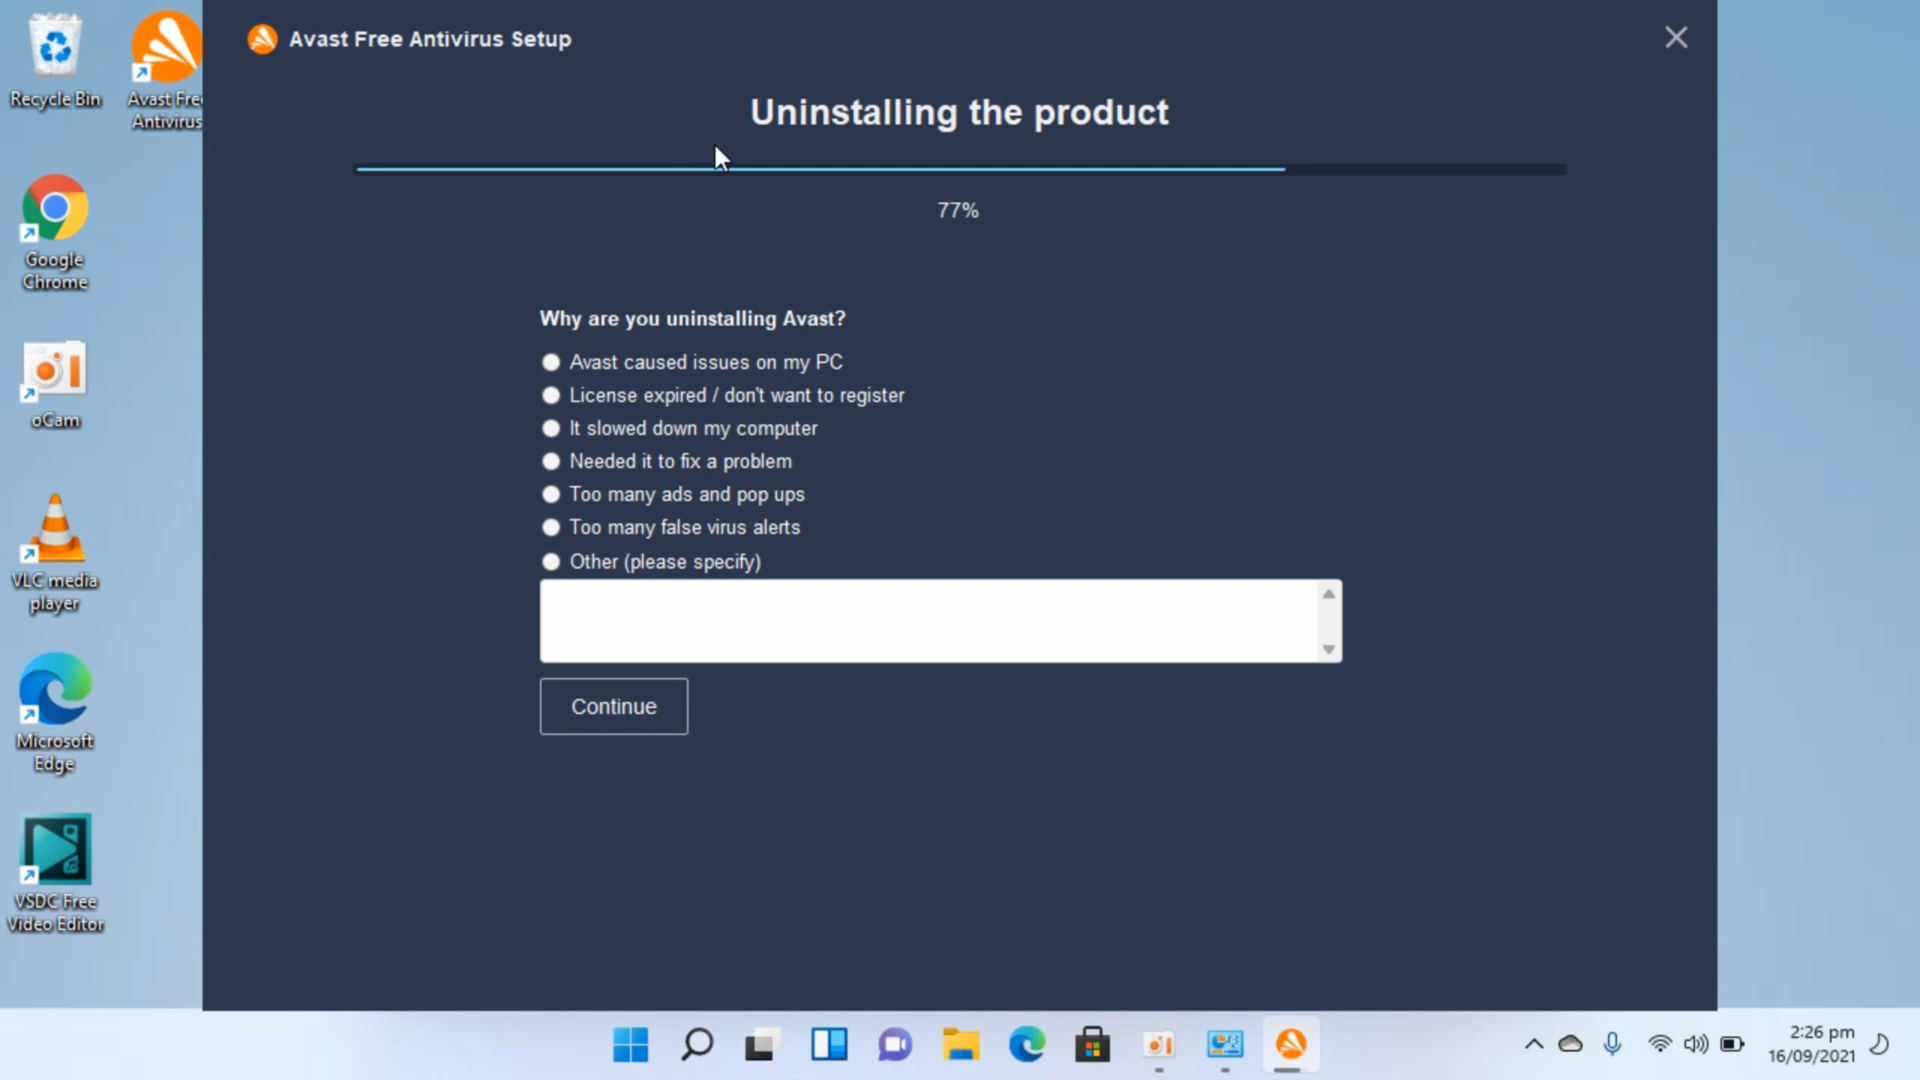 Recycle Bin
Avast Fre
Antivirus
Google
Chrome
oCam
VLC media
player
Microsoft
Edge
VSDC Free
Video Editor
Avast Free Antivirus Setup
Uninstalling the product
77%
Why are you uninstalling Avast?
Avast caused issues on my PC
License expired / don't want to register
It slowed down my computer
Needed it to fix a problem
Too many ads and pop ups
Too many false virus alerts
Other (please specify)
Continue
2:26 pm
16/09/2021